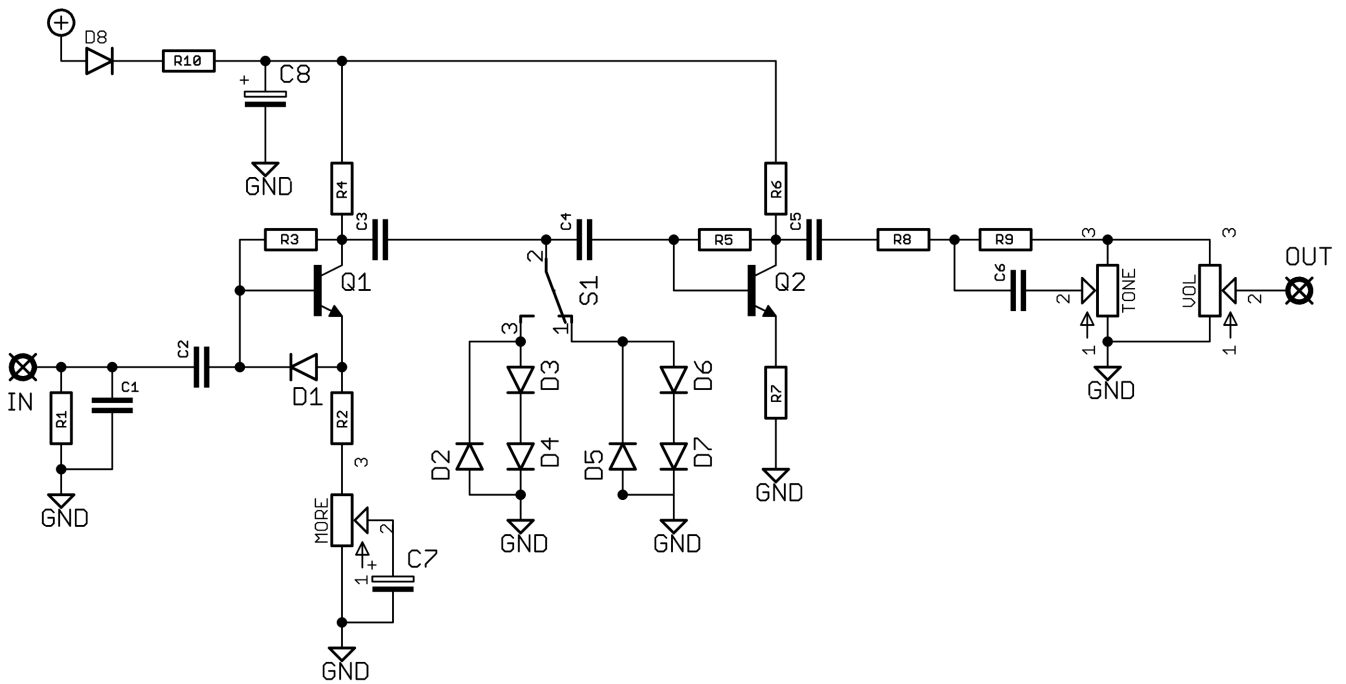 D8
R10
+
C8
GND
R4
R6
R3
C3
C4
R5
C5
R8
R9
3
3
OUT
Q1
2
S1
Q2
C6
2
TONE
VOL
2
3
1
1
1
C2
IN
R1
C1
D1
R2
D3
D6
R7
GND
3
D2
D4
D5
D7
GND
GND
MORE
2
GND
GND
1
+
C7
GND